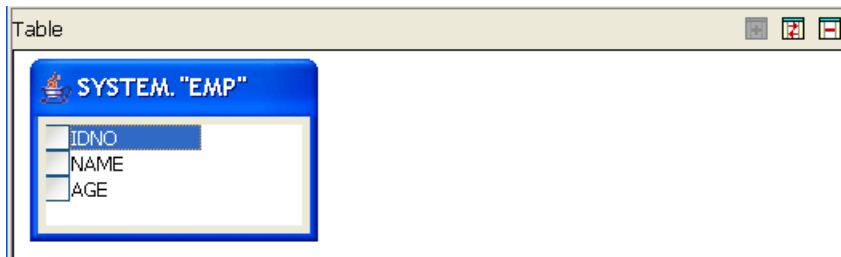 Table
SYSTEM. "EMP"
IDNO
NAME
AGE